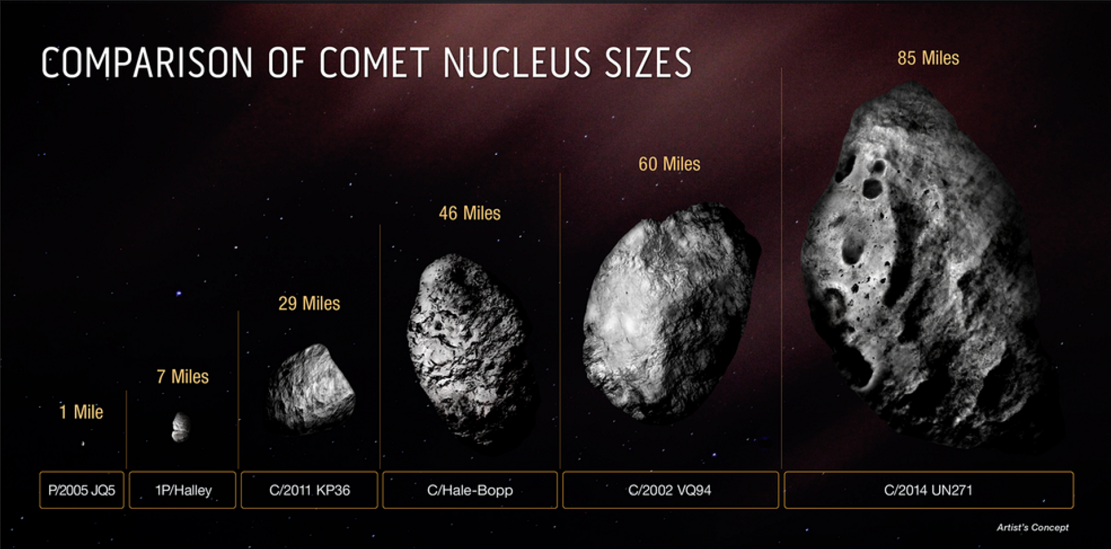 COMPARISON OF COMET NUCLEUS SIZES
1 Mile
7 Miles
29 Miles
46 Miles
60 Miles
85 Miles
P/2005 JQ5
1P/Halley
C/2011 KP36
C/Hale-Bopp
C/2002 VQ94
C/2014 UN271
Artist's Concept